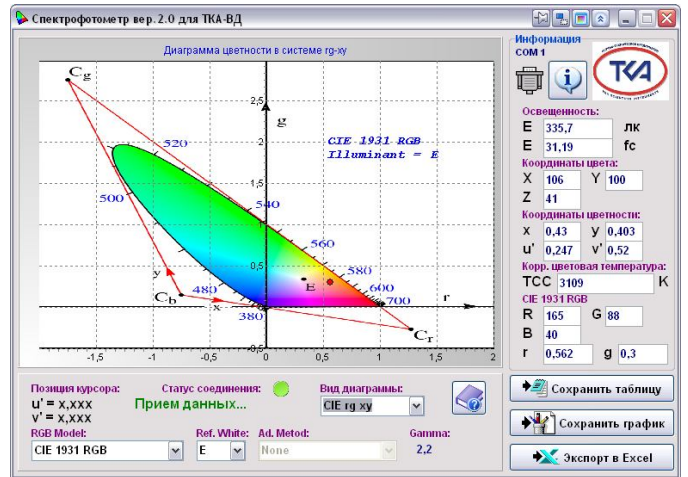 Спектрофотометр вер. 2.0 для ТКА-ВД
Диаграмма цветности в системе rg-xy
Cg
2,5
g
2
CIE 1931 RGB
Illuminant = E
520
1,5
500
540
1
560
0,5
580
y
E
600
Cb
480
x
380
700
r
Cr
-1,5
-1
-0,5
0
0,5
1
1,5
2
Информация
COM 1
ТКА
Освещенность:
E 335,7 лк
E 31,19 fc
Координаты цвета:
X 106 Y 100
Z 41
Координаты цветности:
x 0,43 y 0,403
u' 0,247 v' 0,52
Корр. цветовая температура:
TCC 3109 K
CIE 1931 RGB
R 165 G 88
B 40
r 0,562 g 0,3
Позиция курсора:
u' = x,xxx
v' = x,xxx
Статус соединения:
Прием данных...
Вид диаграммы:
CIE rg xy
RGB Model:
CIE 1931 RGB
Ref. White:
E
Ad. Metod:
None
Gamma:
2,2
Сохранить таблицу
Сохранить график
Экспорт в Excel